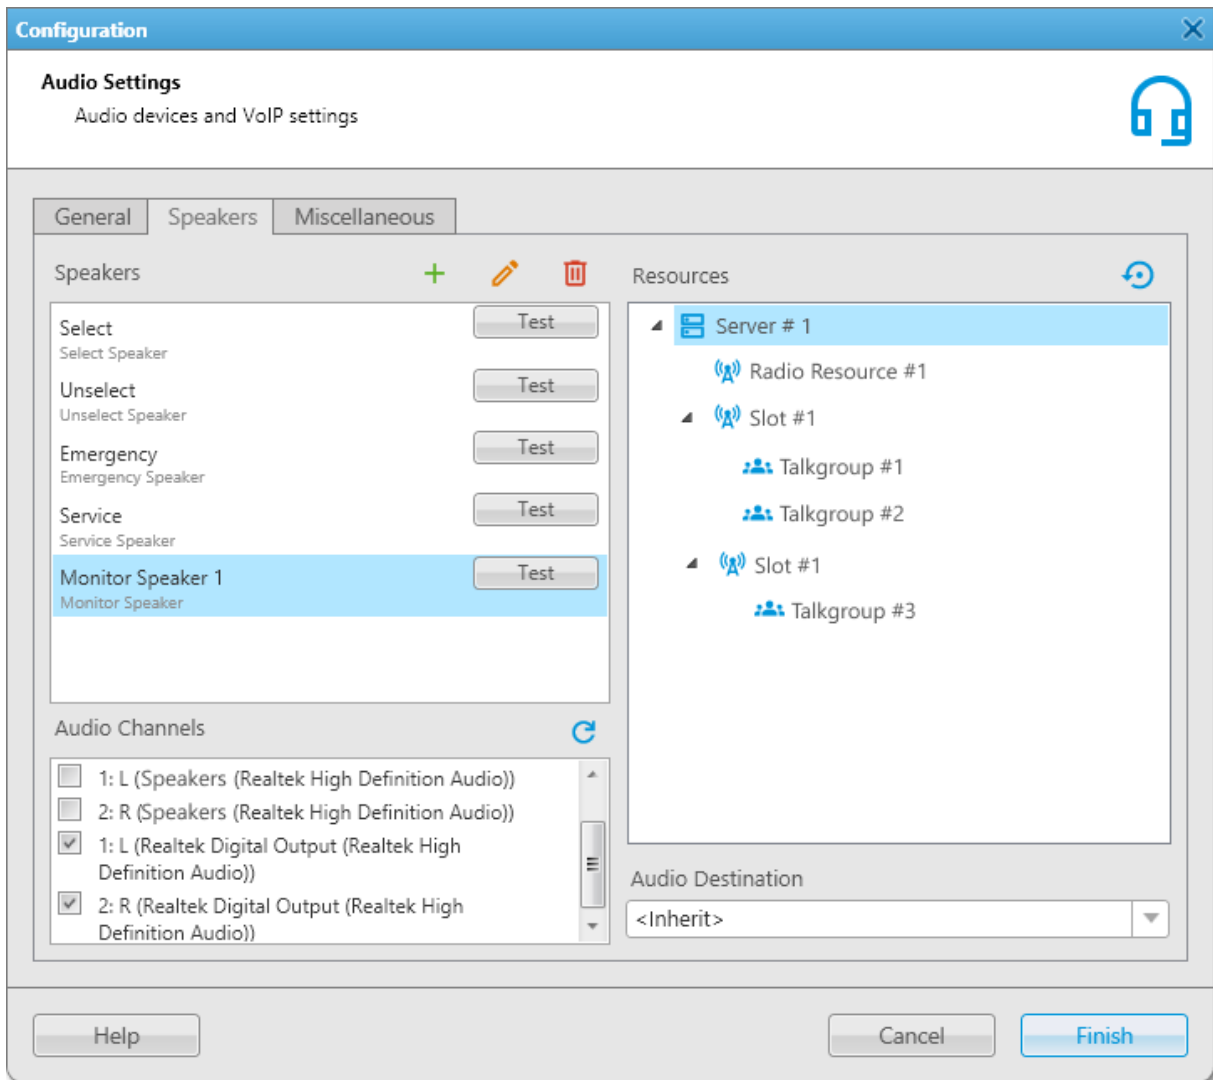 Configuration
Audio Settings
Audio devices and VoIP settings
General
Speakers
Miscellaneous
Speakers
Select
Select Speaker
Test
Unselect
Unselect Speaker
Test
Emergency
Emergency Speaker
Test
Service
Service Speaker
Test
Monitor Speaker 1
Monitor Speaker
Test
Audio Channels
1: L (Speakers (Realtek High Definition Audio))
2: R (Speakers (Realtek High Definition Audio))
1: L (Realtek Digital Output (Realtek High
Definition Audio))
2: R (Realtek Digital Output (Realtek High
Definition Audio))
Resources
Server # 1
Radio Resource #1
Slot #1
Talkgroup #1
Talkgroup #2
Slot #1
Talkgroup #3
Audio Destination
<Inherit>
Help
Cancel
Finish